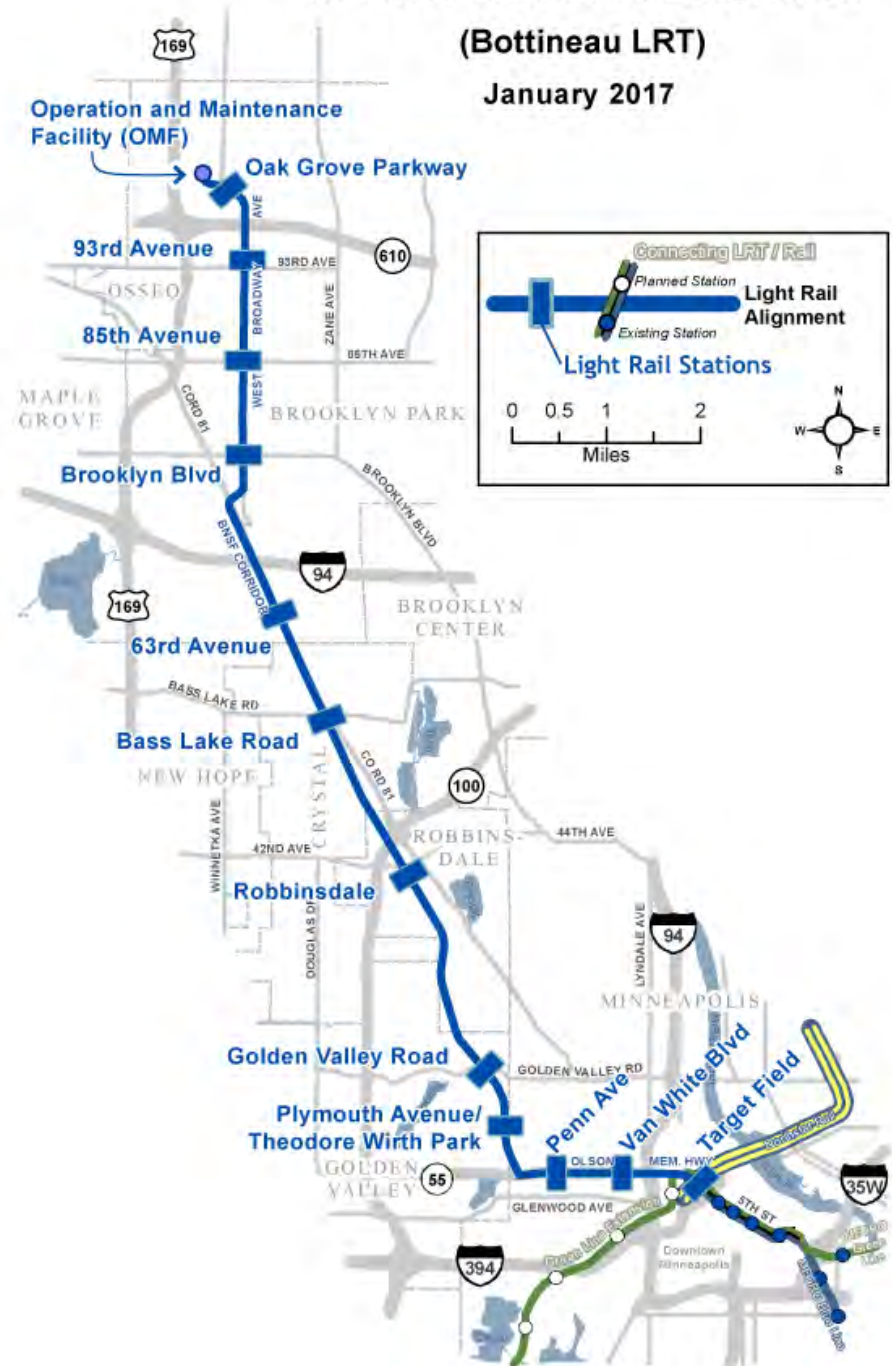 (Bottineau LRT)
January 2017
169
Operation and Maintenance
Facility (OMF)
Oak Grove Parkway
AVE
93rd Avenue
93RD AVE
610
OSSEO
BROADWAY
ZANE AVE
85th Avenue
85TH AVE
MAPLE
GROVE
CORD 81
WEST
BROOKLYN PARK
Brooklyn Blvd
BROOKLYN BLVD
BNSF CORRIDOR
94
169
BROOKLYN
CENTER
63rd Avenue
BASS LAKE RD
Bass Lake Road
NEW HOPE
CRYSTAL
CO RD 81
100
WINNETKA AVE
42ND AVE
ROBBINS-
DALE
44TH AVE
Robbinsdale
DOUGLAS DR
LYNDALE AVE
94
MINNEAPOLIS
Golden Valley Road
GOLDEN VALLEY RD
Plymouth Avenue/
Theodore Wirth Park
Penn Ave
Van White Blvd
Target Field
OLSON
MEM. HWY
GOLDEN
VALLEY
55
GLENWOOD AVE
5TH ST
35W
Green Line Extension
Downtown
Minneapolis
394
Connecting LRT / Rail
Planned Station
Existing Station
Light Rail
Alignment
Light Rail Stations
0 0.5 1 2
Miles
N
W E
S